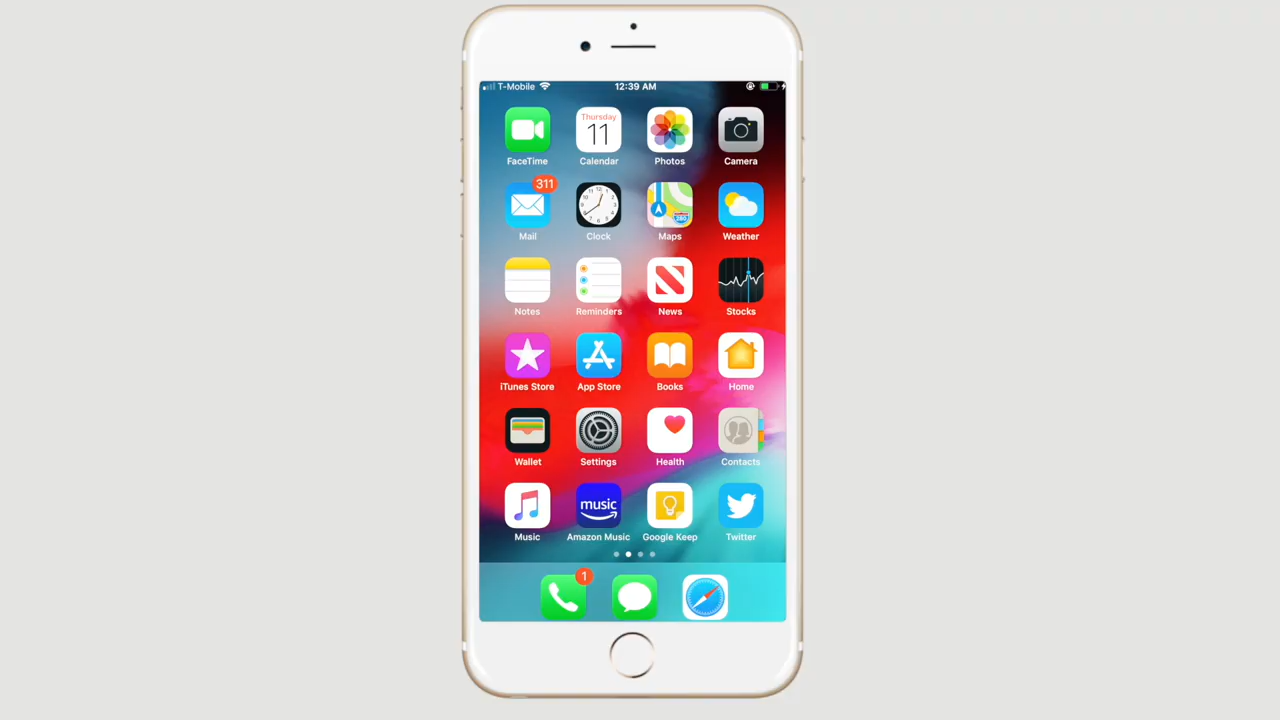 T-Mobile 12:39 AM
Thursday
11
FaceTime Calendar Photos Camera
311
280
Mail Clock Maps Weather
Notes Reminders News Stocks
iTunes Store App Store Books Home
Wallet Settings Health Contacts
music
Music Amazon Music Google Keep Twitter
1